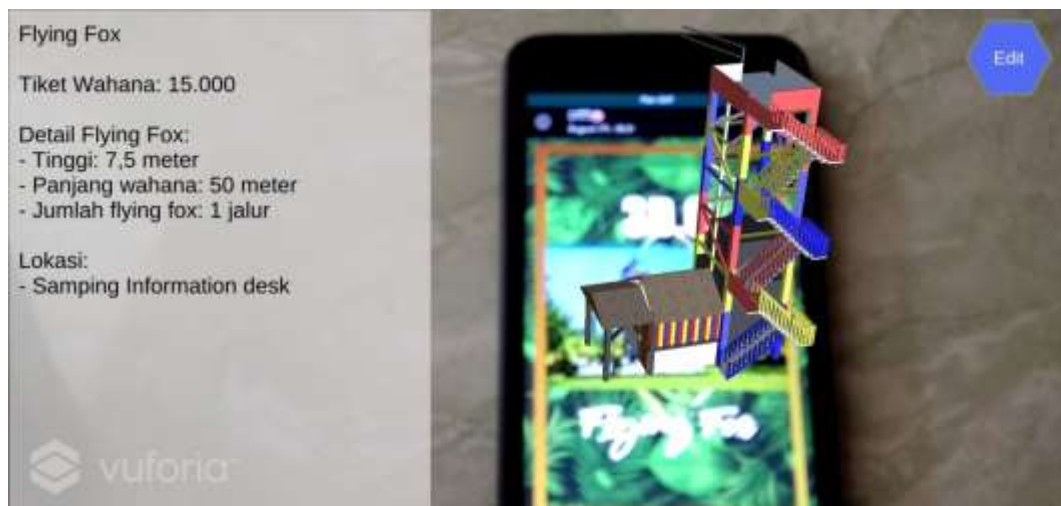 Flying Fox
Tiket Wahana: 15.000
Detail Flying Fox:
- Tinggi: 7,5 meter
- Panjang wahana: 50 meter
- Jumlah flying fox: 1 jalur
Lokasi:
- Samping Information desk
Edit
Flying Fox
vuforia